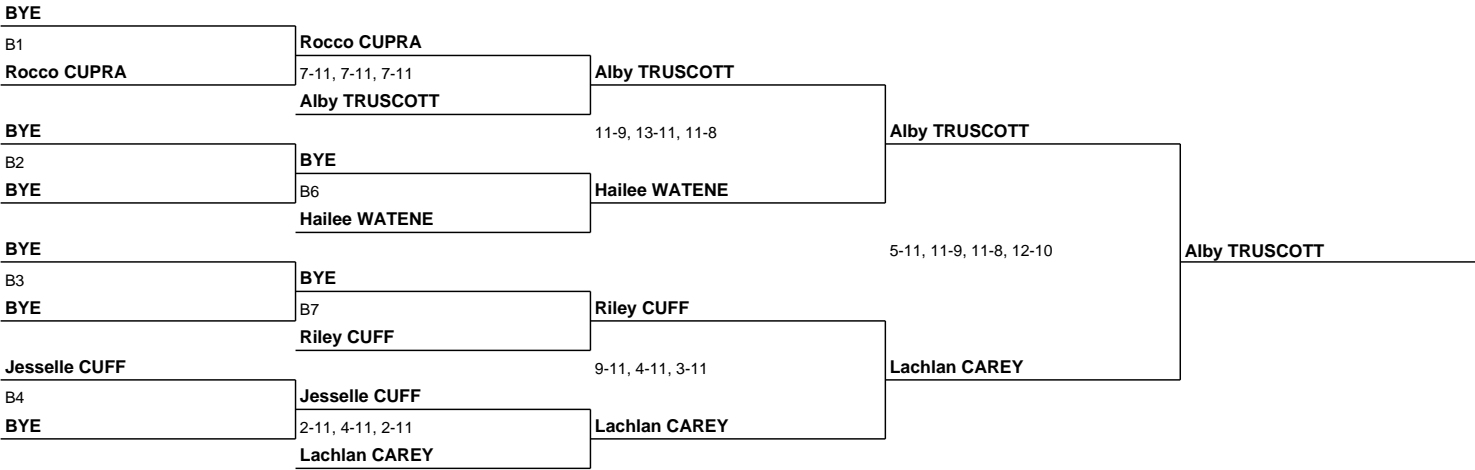 BYE
B1
Rocco CUPRA
Rocco CUPRA
7-11, 7-11, 7-11
Alby TRUSCOTT
Alby TRUSCOTT
11-9, 13-11, 11-8
Alby TRUSCOTT
BYE
B2
BYE
BYE
B6
Hailee WATENE
Hailee WATENE
BYE
B3
BYE
BYE
B7
Riley CUFF
Riley CUFF
5-11, 11-9, 11-8, 12-10
Alby TRUSCOTT
Jesselle CUFF
B4
BYE
Jesselle CUFF
2-11, 4-11, 2-11
Lachlan CAREY
9-11, 4-11, 3-11
Lachlan CAREY
Lachlan CAREY